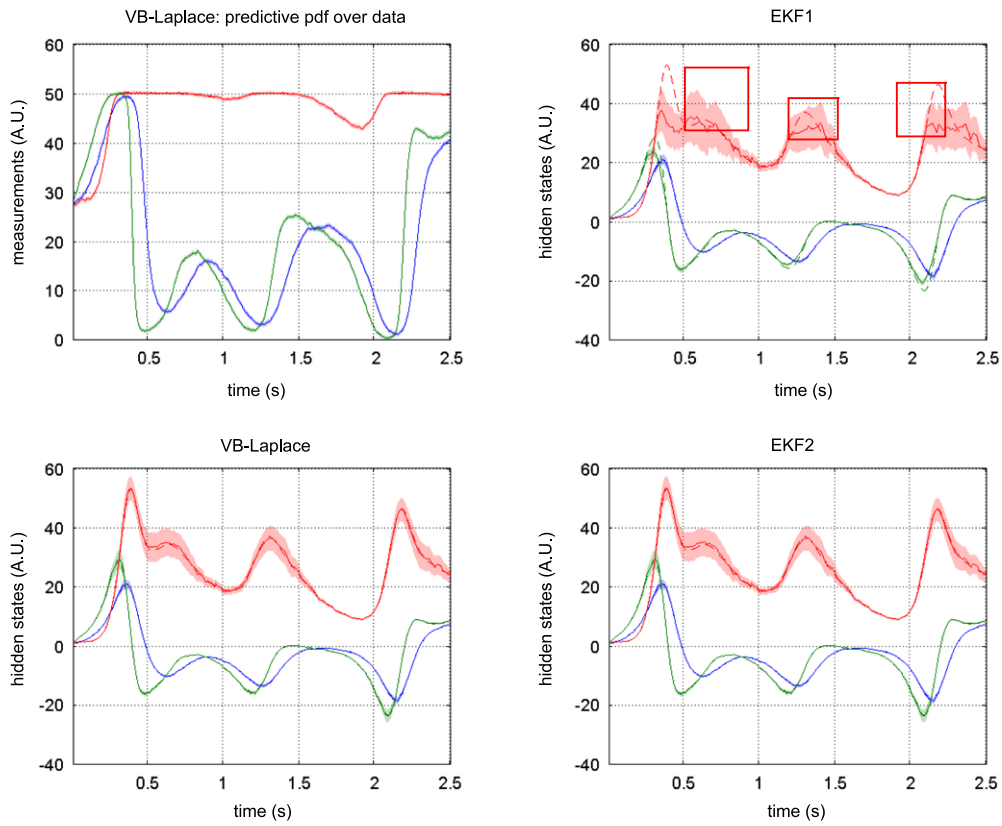 VB-Laplace: predictive pdf over data
measurements (A.U.)
60
50
40
30
20
10
0
0.5 1 1.5 2 2.5
time (s)
EKF1
hidden states (A.U.)
60
40
20
0
-20
-40
0.5 1 1.5 2 2.5
time (s)
VB-Laplace
hidden states (A.U.)
60
40
20
0
-20
-40
0.5 1 1.5 2 2.5
time (s)
EKF2
hidden states (A.U.)
60
40
20
0
-20
-40
0.5 1 1.5 2 2.5
time (s)